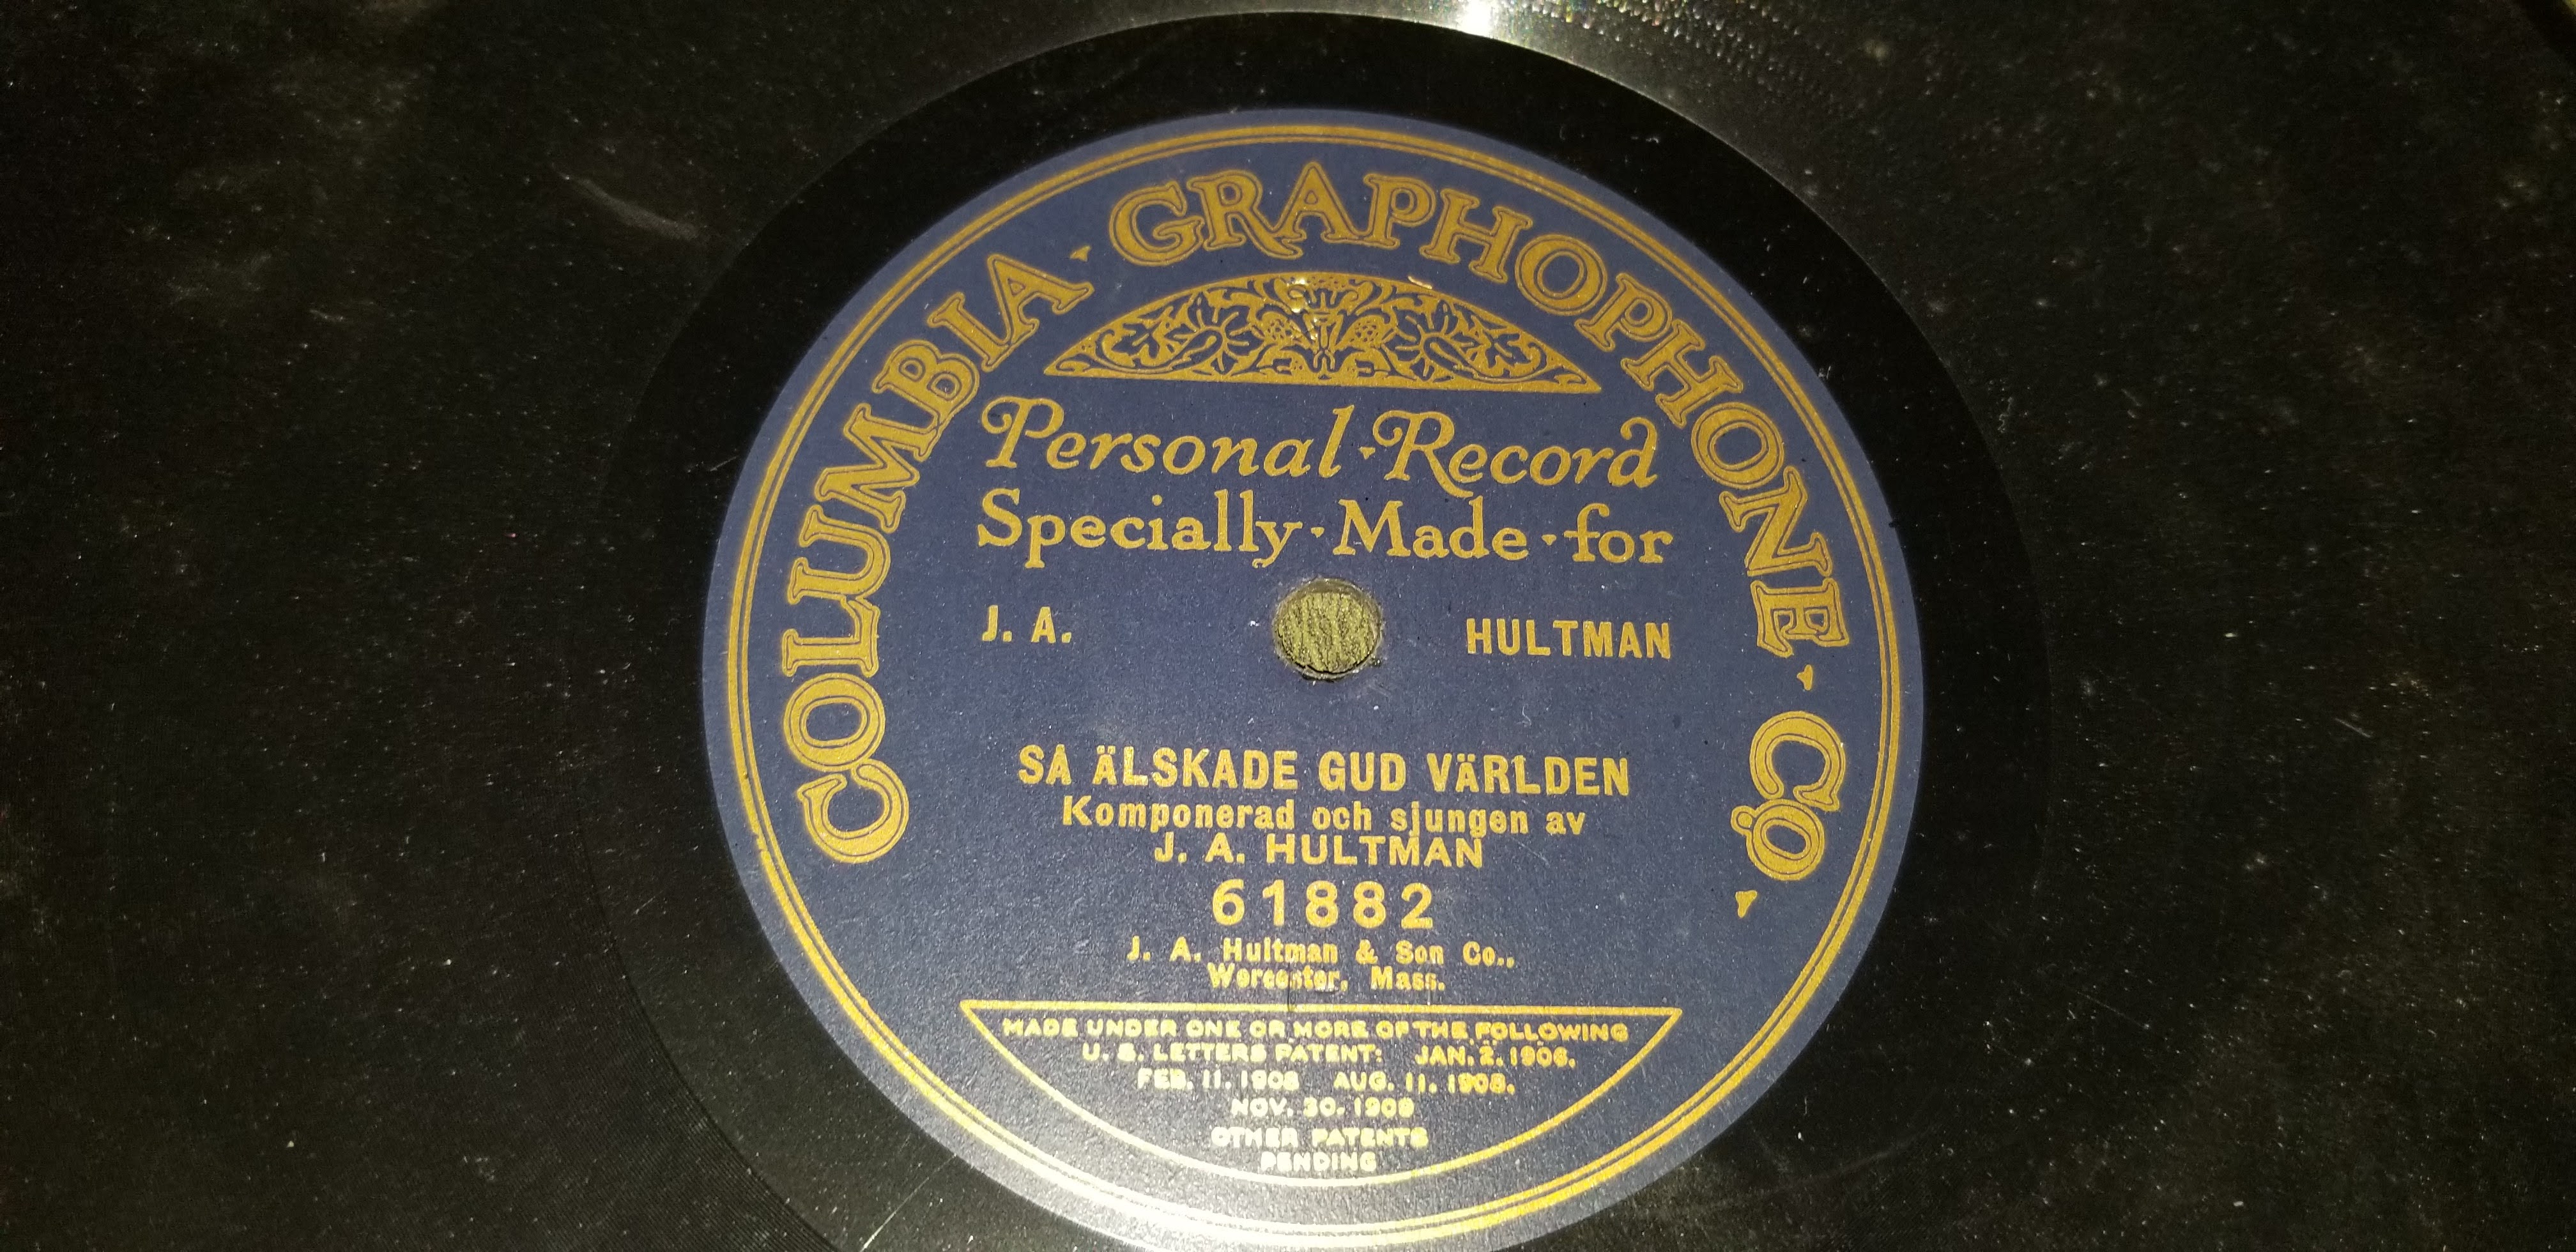 COLUMBIA · GRAPHOPHONE · CO
Personal · Record
Specially · Made · for
J. A. HULTMAN
SA ÄLSKADE GUD VÄRLDEN
Komponerad och sjungen av
J. A. HULTMAN
61882
J. A. Hultman & Son Co.,
Worcester, Mass.
MADE UNDER ONE OR MORE OF THE FOLLOWING
U. S. LETTERS PATENT: JAN. 2. 1906.
FEB. 11. 1908 AUG. 11. 1908.
NOV. 30. 1909
OTHER PATENTS
PENDING